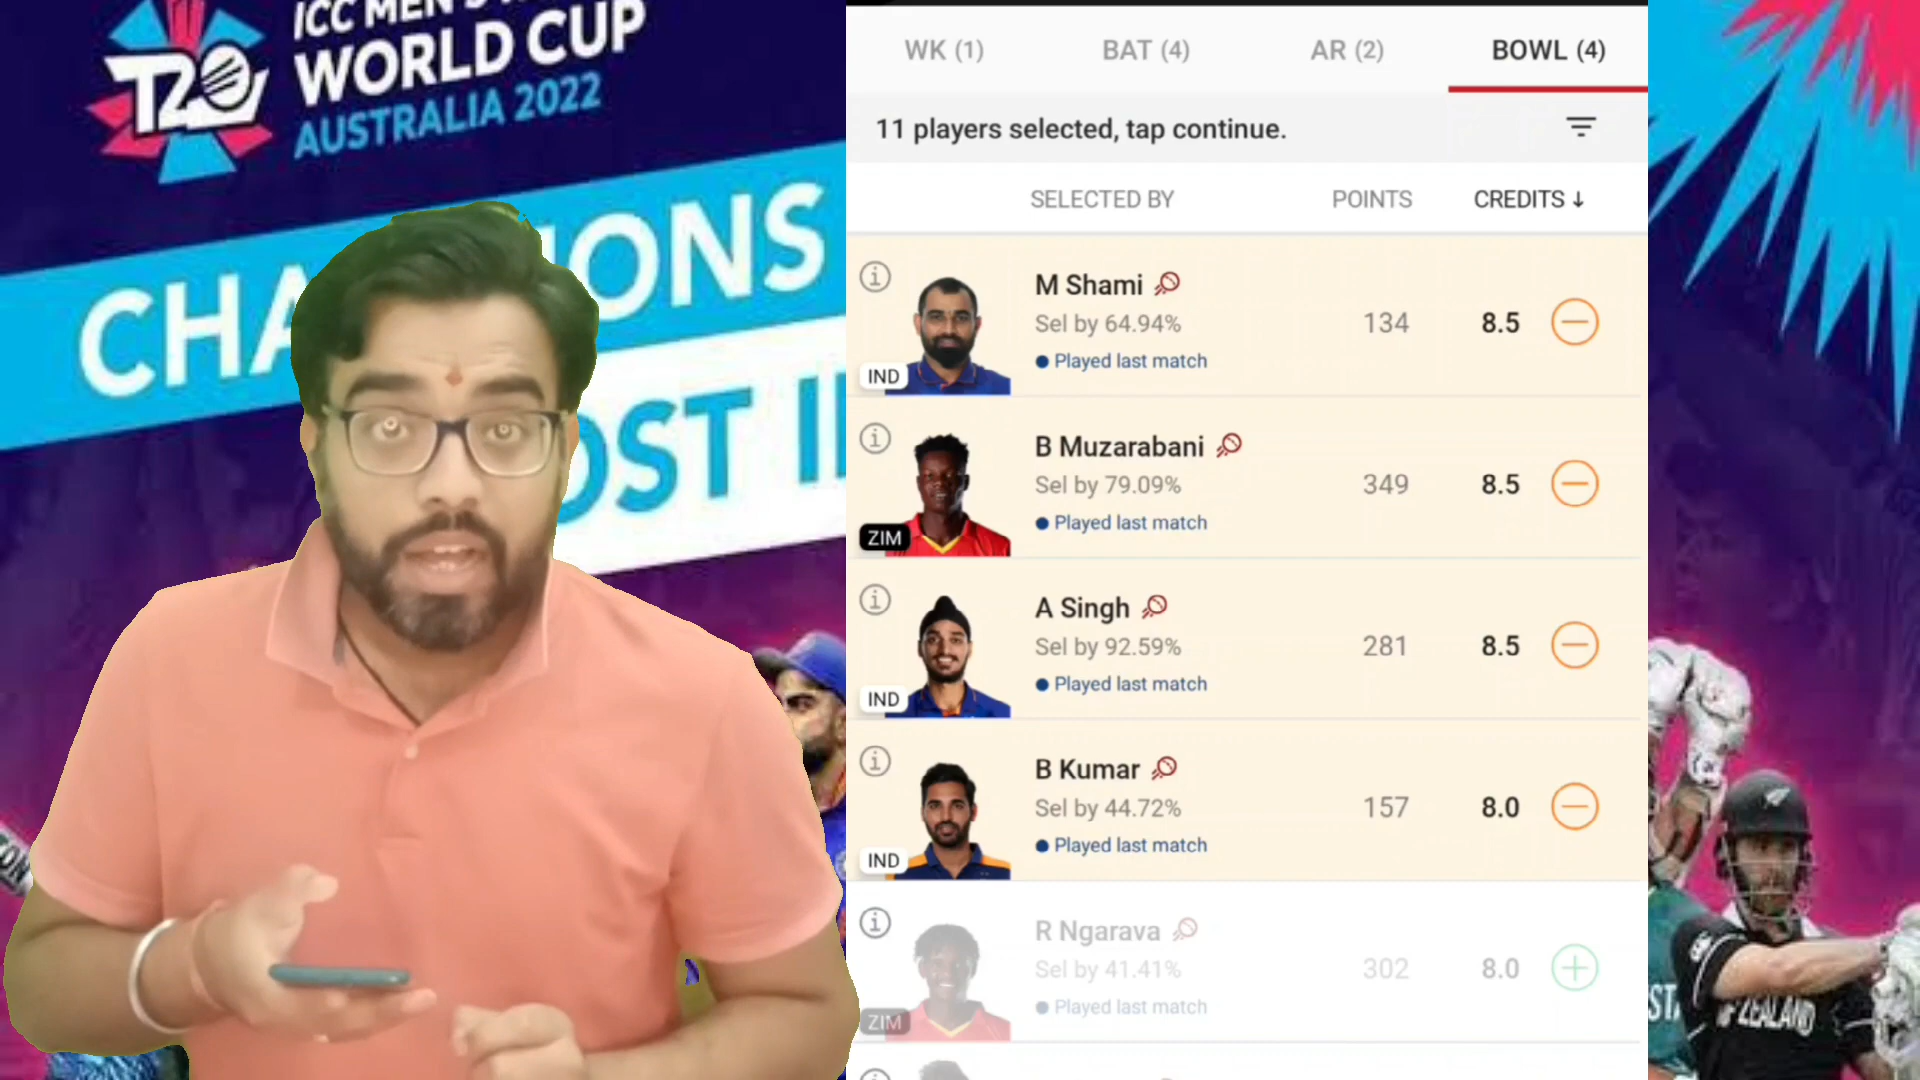 ICC MEN'S
T20
WORLD CUP
AUSTRALIA 2022
CHA
IONS
OST
WK (1)
BAT (4)
AR (2)
BOWL (4)
11 players selected, tap continue.
SELECTED BY
POINTS
CREDITS ↓
M Shami
Sel by 64.94%
134
8.5
Played last match
IND
B Muzarabani
Sel by 79.09%
349
8.5
Played last match
ZIM
A Singh
Sel by 92.59%
281
8.5
Played last match
IND
B Kumar
Sel by 44.72%
157
8.0
Played last match
IND
R Ngarava
Sel by 41.41%
302
8.0
Played last match
ZIM
ZEALAND